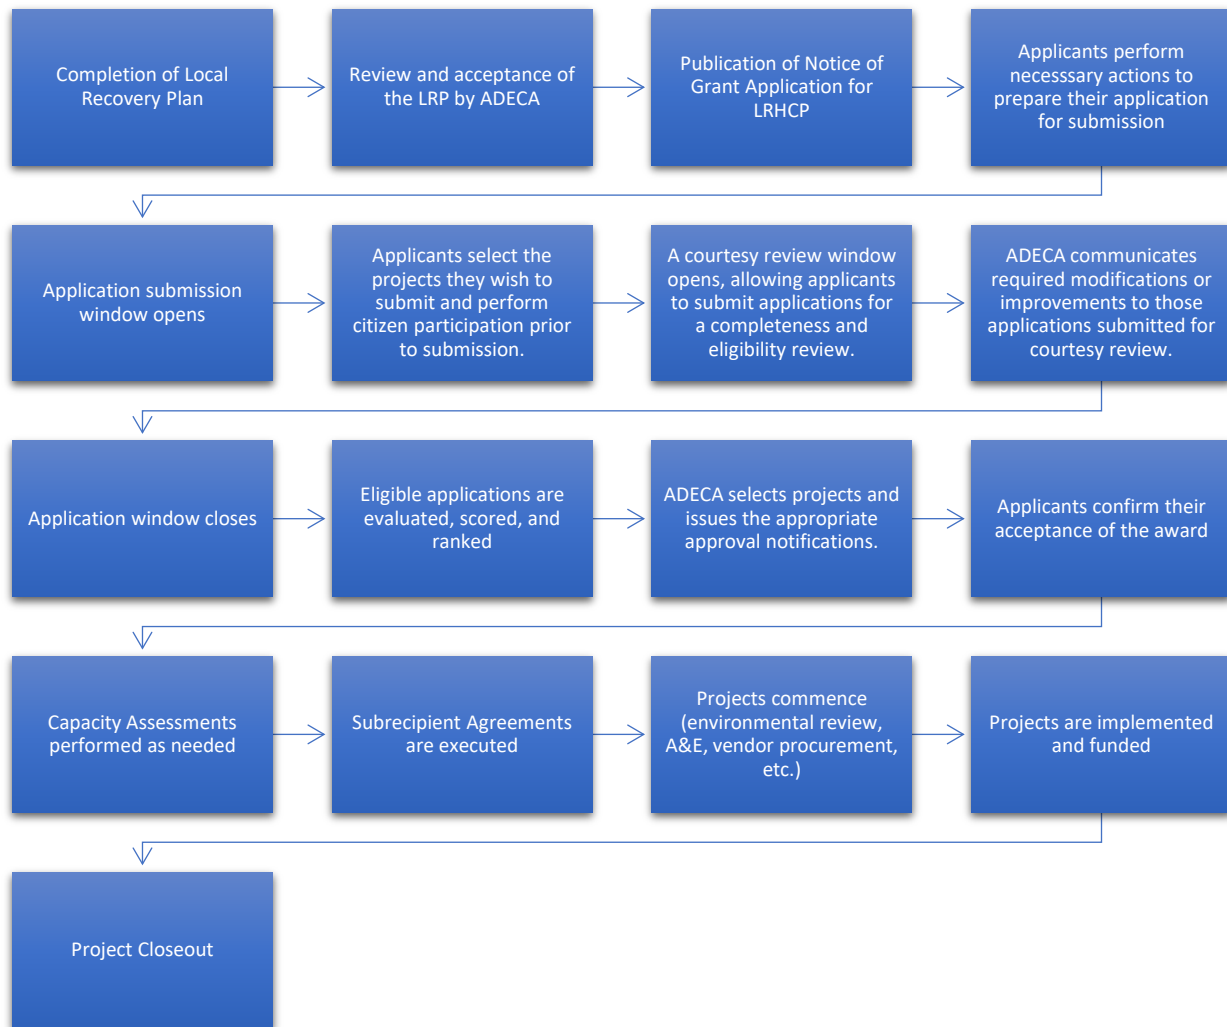 Completion of Local
Recovery Plan
Review and acceptance of
the LRP by ADECA
Publication of Notice of
Grant Application for
LRHCP
Applicants perform
necesssary actions to
prepare their application
for submission
Application submission
window opens
Applicants select the
projects they wish to
submit and perform
citizen participation prior
to submission.
A courtesy review window
opens, allowing applicants
to submit applications for
a completeness and
eligibility review.
ADECA communicates
required modifications or
improvements to those
applications submitted for
courtesy review.
Application window closes
Eligible applications are
evaluated, scored, and
ranked
ADECA selects projects and
issues the appropriate
approval notifications.
Applicants confirm their
acceptance of the award
Capacity Assessments
performed as needed
Subrecipient Agreements
are executed
Projects commence
(environmental review,
A&E, vendor procurement,
etc.)
Projects are implemented
and funded
Project Closeout